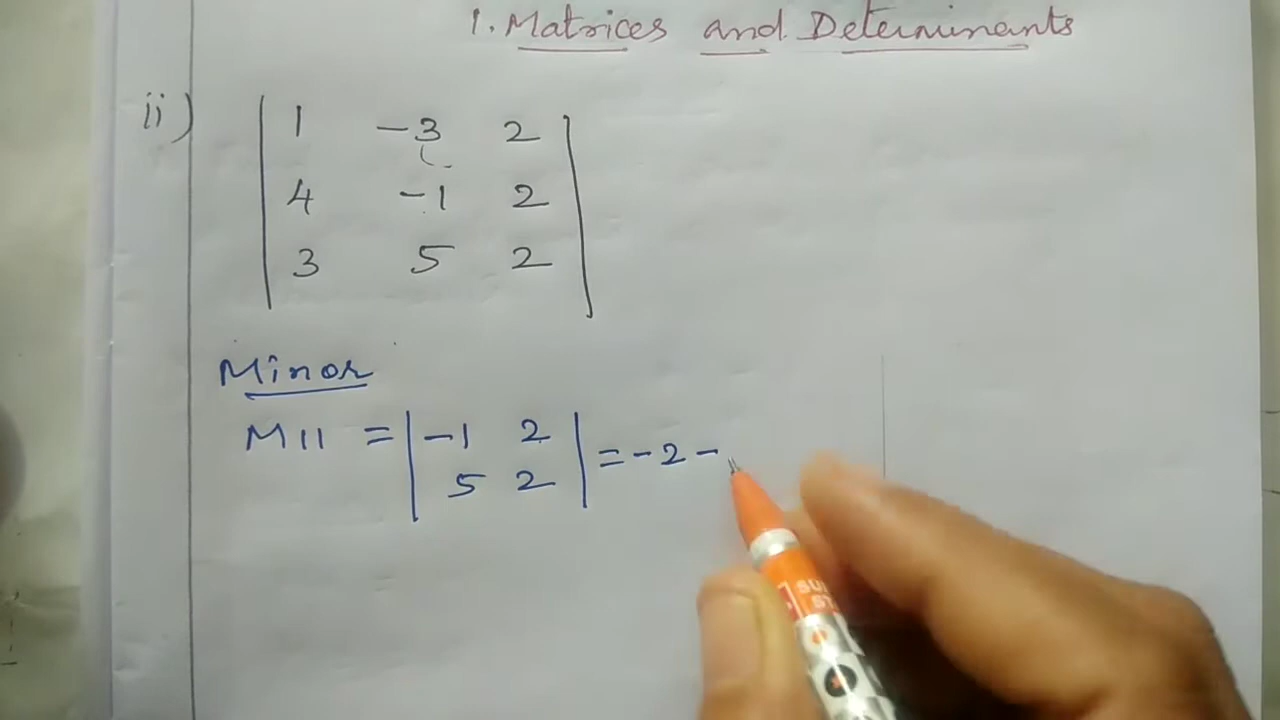 1. Matrices and Determinants
ii)
1 -3 2
4 -1 2
3 5 2
Minor
M11 = | -1 2 | = -2 -
5 2